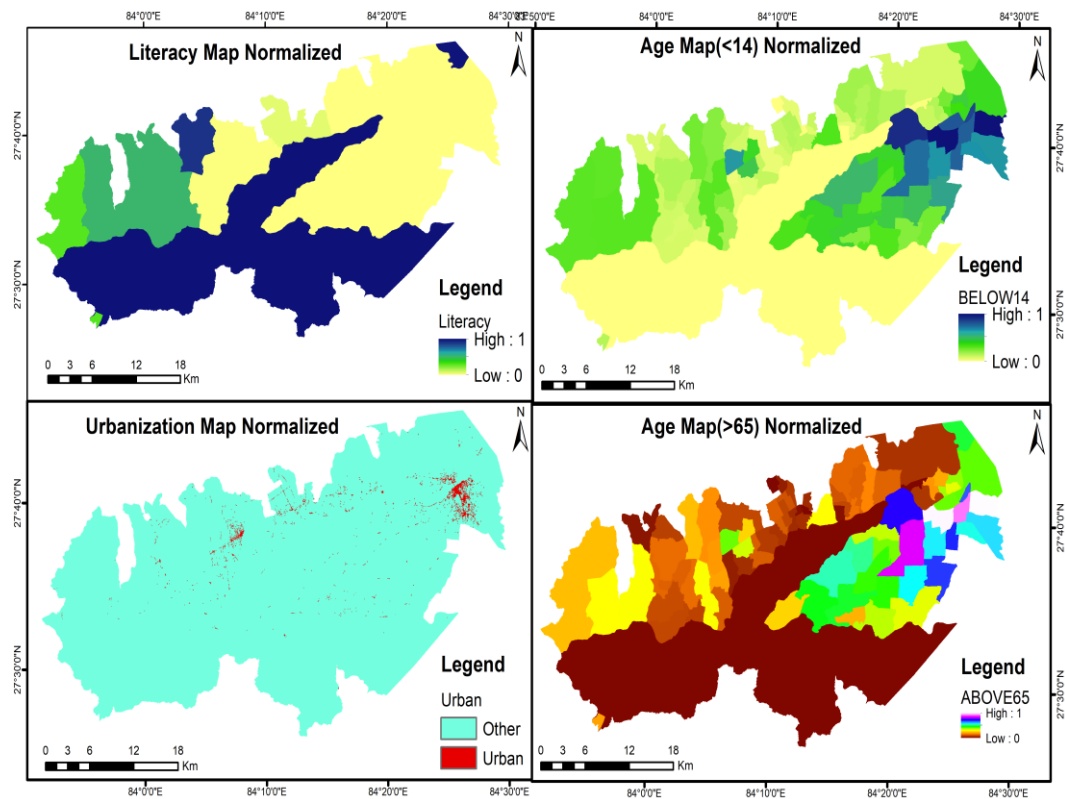 84°0'0"E 84°10'0"E 84°20'0"E 84°30'0"E
3°50'0"E 84°0'0"E 84°10'0"E 84°20'0"E 84°30'0"E
Literacy Map Normalized
N
27°40'0"N
27°30'0"N
Legend
Literacy
High : 1
Low : 0
0 3 6 12 18
Km
Age Map(<14) Normalized
N
27°40'0"N
27°30'0"N
Legend
BELOW14
High : 1
Low : 0
0 3 6 12 18
Km
Urbanization Map Normalized
N
27°40'0"N
27°30'0"N
Legend
Urban
Other
Urban
0 3 6 12 18
Km
Age Map(>65) Normalized
N
27°40'0"N
27°30'0"N
Legend
ABOVE65
High : 1
Low : 0
0 3 6 12 18
Km
84°0'0"E 84°10'0"E 84°20'0"E 84°30'0"E
84°0'0"E 84°10'0"E 84°20'0"E 84°30'0"E